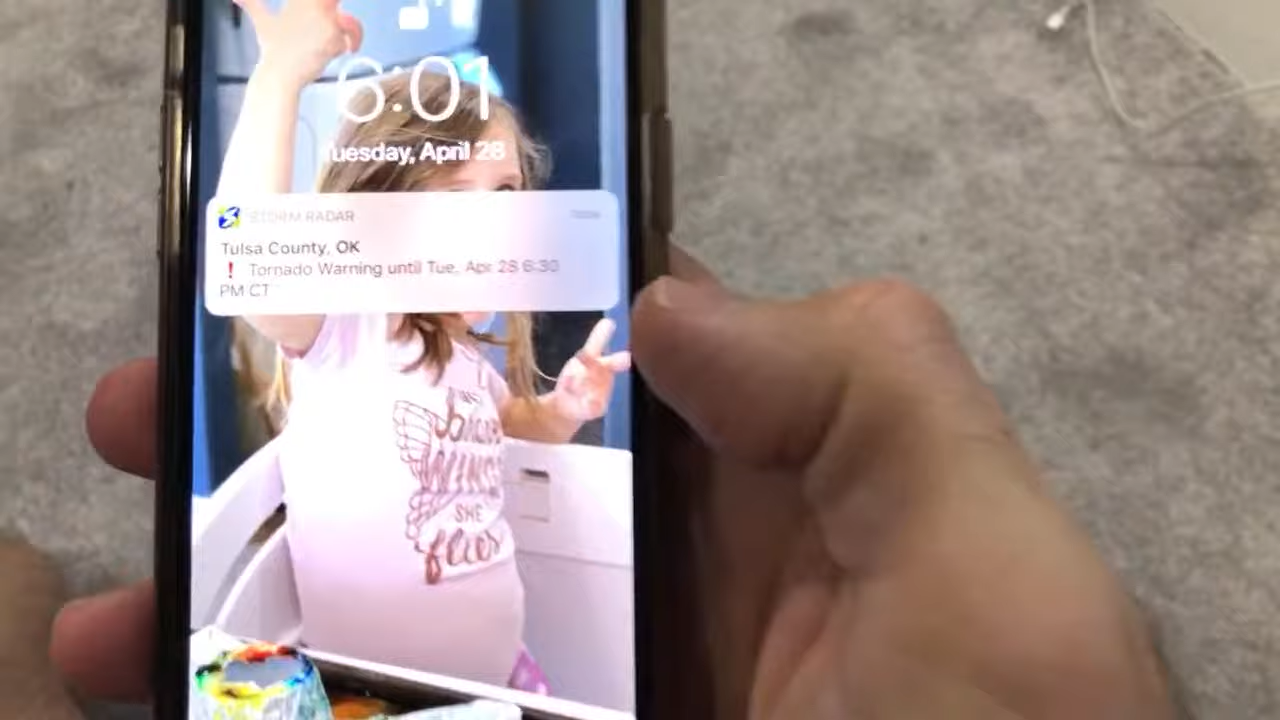 6:01
Tuesday, April 28
STORM RADAR
Tulsa County, OK
❗ Tornado Warning until Tue, Apr 28 6:30
PM CT
WINGS
SHE
flies